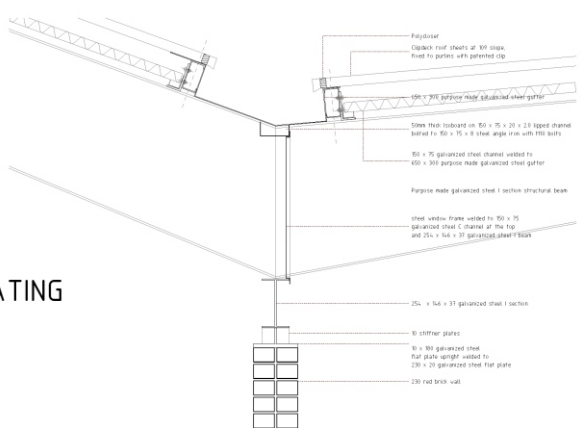 Polycloser
Clipdeck roof sheets at 109 slope,
fixed to purlins with patented clip
650 x 300 purpose made galvanized steel gutter
50mm thick Isoboard on 150 x 75 x 20 x 2.0 lipped channel
bolted to 150 x 75 x 8 steel angle iron with M10 bolts
150 x 75 galvanized steel channel welded to
650 x 300 purpose made galvanized steel gutter
Purpose made galvanized steel I section structural beam
steel window frame welded to 150 x 75
galvanized steel C channel at the top
and 254 x 146 x 37 galvanized steel I beam
ATING
254 x 146 x 37 galvanized steel I section
10 stiffner plates
10 x 180 galvanized steel
flat plate upright welded to
230 x 20 galvanized steel flat plate
230 red brick wall